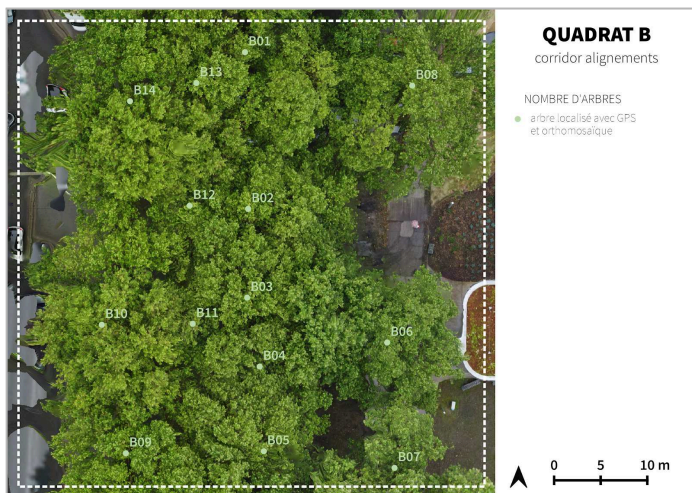 QUADRAT B
corridor alignements
NOMBRE D'ARBRES
arbre localisé avec GPS
et orthomosaïque
B01
B13
B08
B14
B12
B02
B03
B10
B11
B06
B04
B09
B05
B07
0 5 10 m